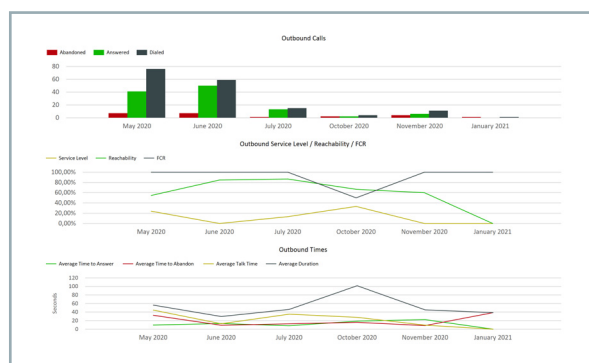 Outbound Calls
Abandoned Answered Dialed
80
60
40
20
0
May 2020 June 2020 July 2020 October 2020 November 2020 January 2021
Outbound Service Level / Reachability / FCR
Service Level Reachability FCR
100,00%
80,00%
60,00%
40,00%
20,00%
0,00%
May 2020 June 2020 July 2020 October 2020 November 2020 January 2021
Outbound Times
Average Time to Answer Average Time to Abandon Average Talk Time Average Duration
Seconds
120
100
80
60
40
20
0
May 2020 June 2020 July 2020 October 2020 November 2020 January 2021